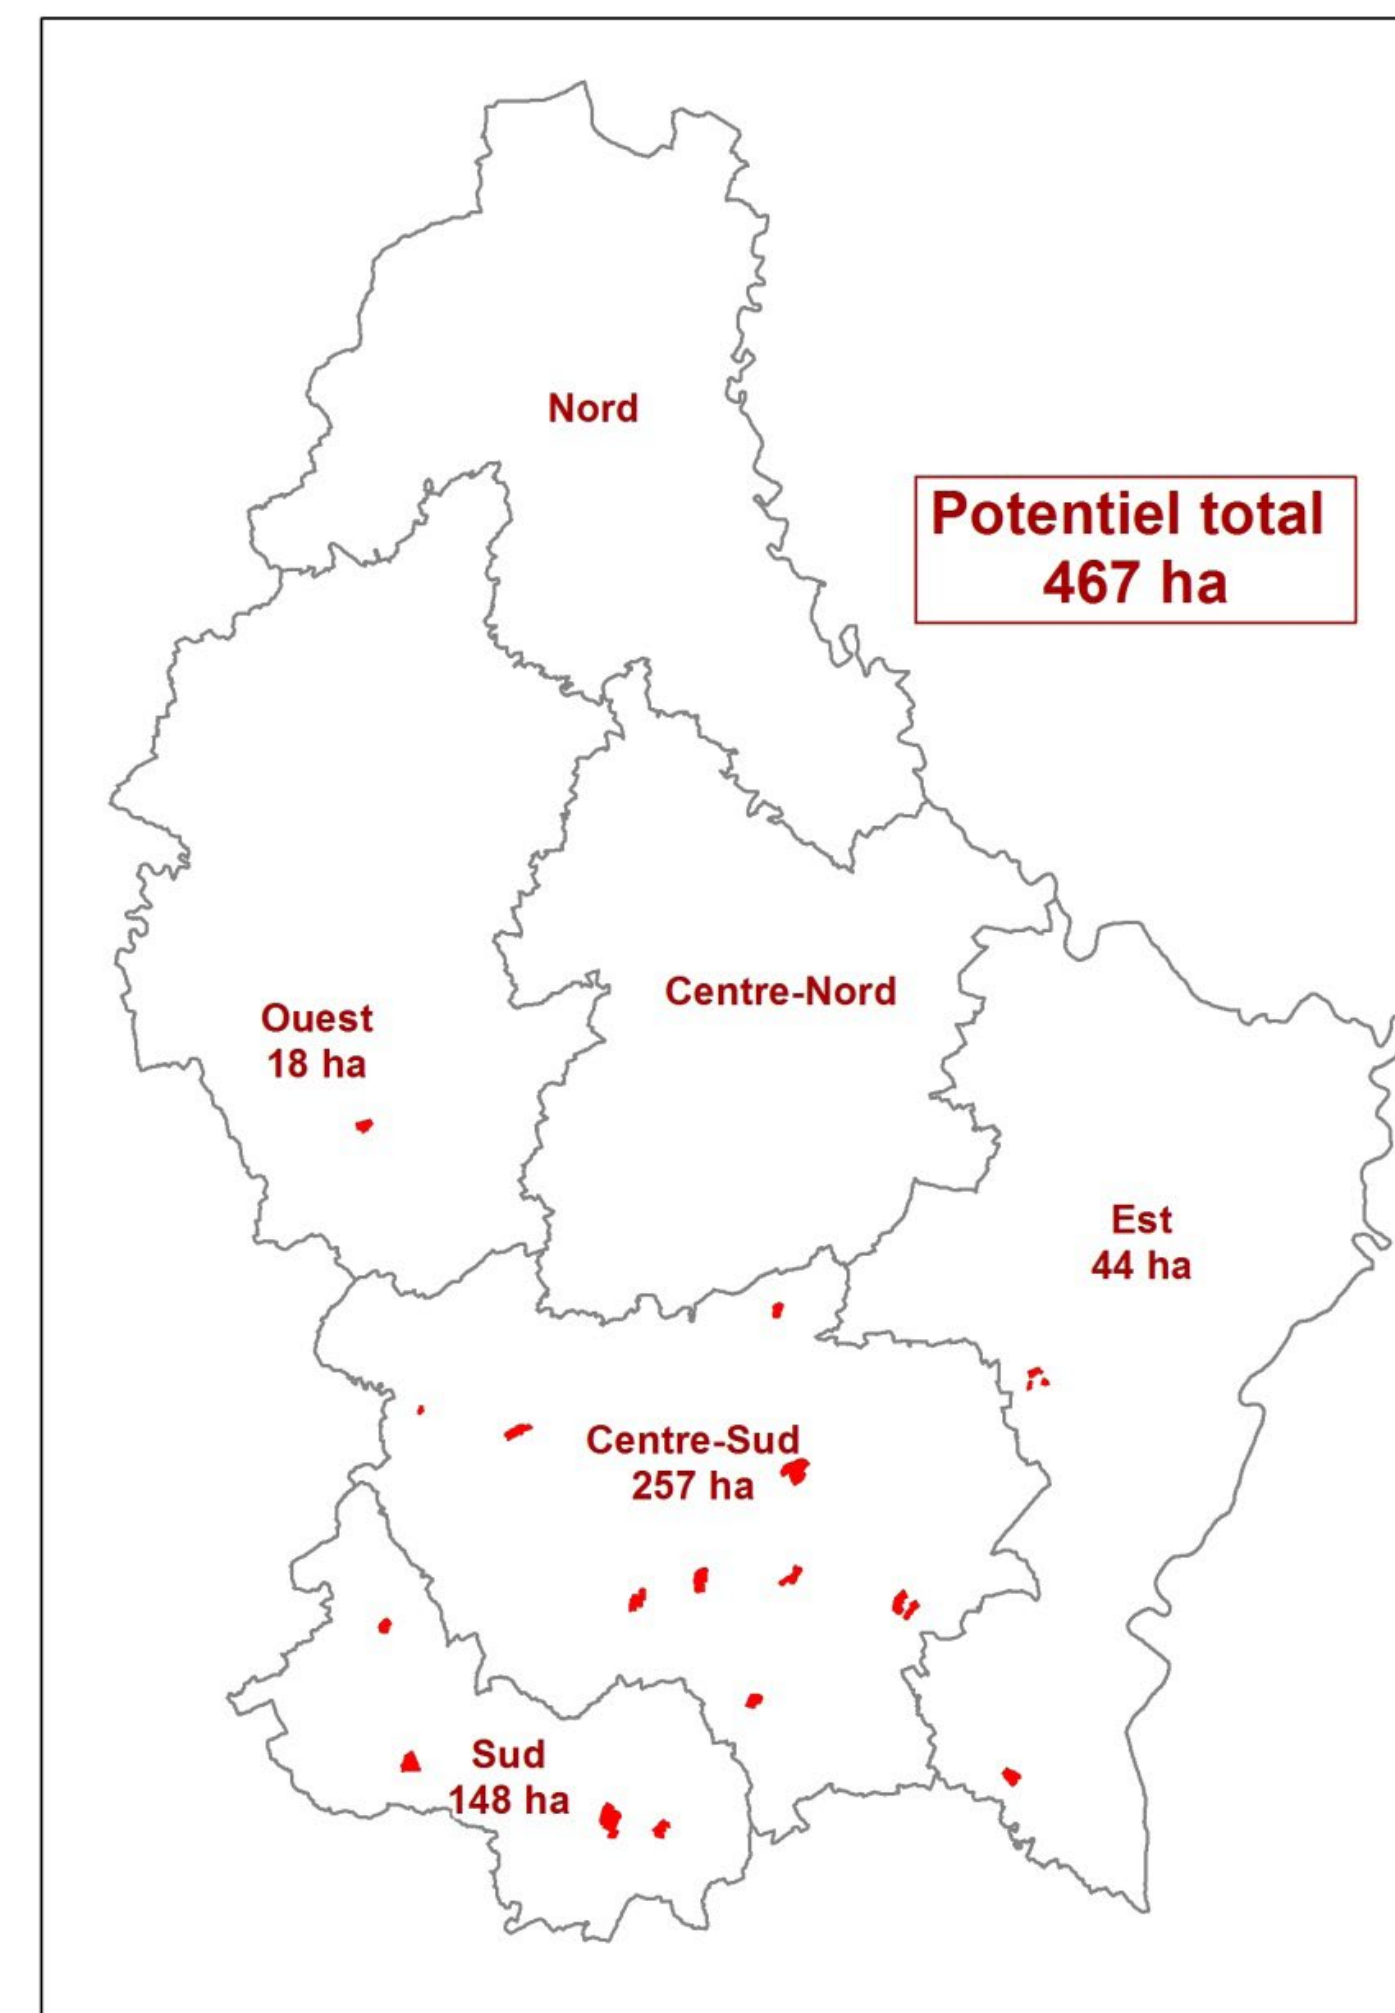 Nord
Potentiel total
467 ha
Centre-Nord
Ouest
18 ha
Est
44 ha
Centre-Sud
257 ha
Sud
148 ha